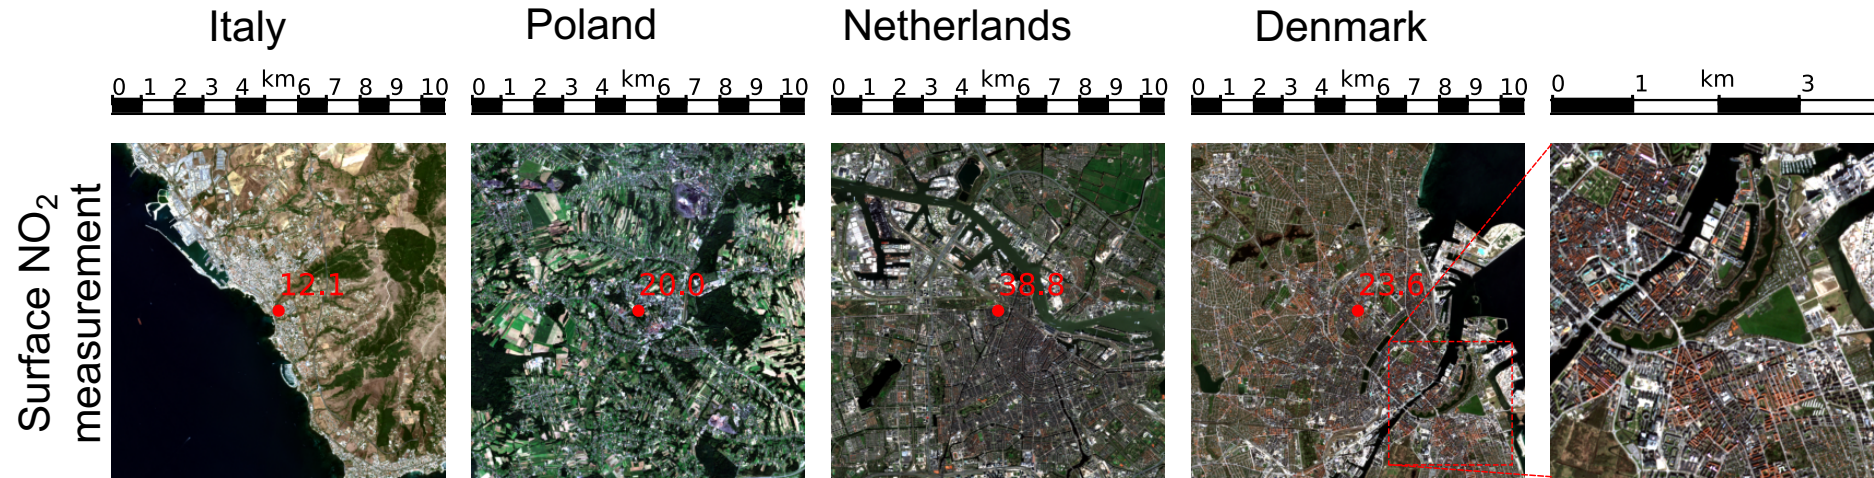 Italy
Poland
Netherlands
Denmark
0 1 2 3 4 km 6 7 8 9 10
0 1 2 3 4 km 6 7 8 9 10
0 1 2 3 4 km 6 7 8 9 10
0 1 2 3 4 km 6 7 8 9 10
0 1 km 3
Surface NO₂
measurement
12.1
20.0
38.8
23.6